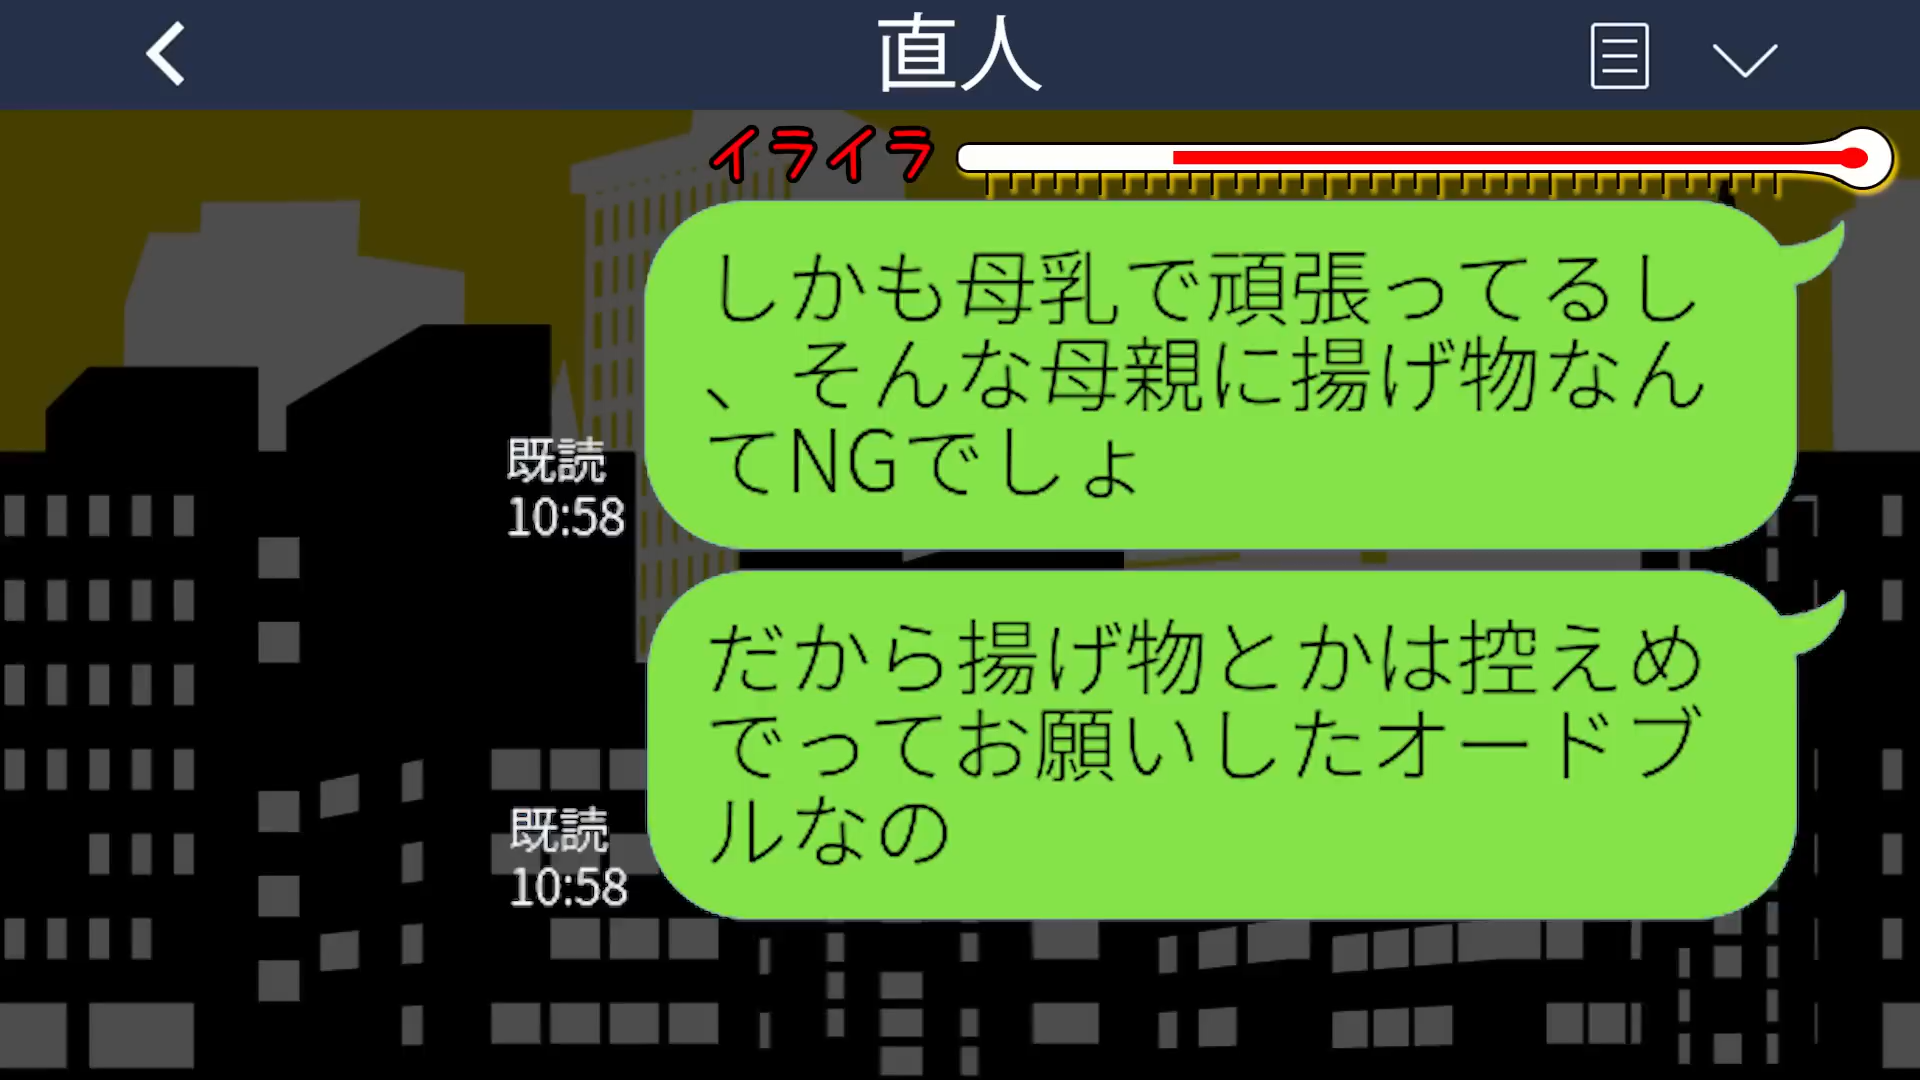 直人
イライラ
しかも母乳で頑張ってるし
、そんな母親に揚げ物なん
てNGでしょ
既読
10:58
だから揚げ物とかは控えめ
でってお願いしたオードブ
ルなの
既読
10:58